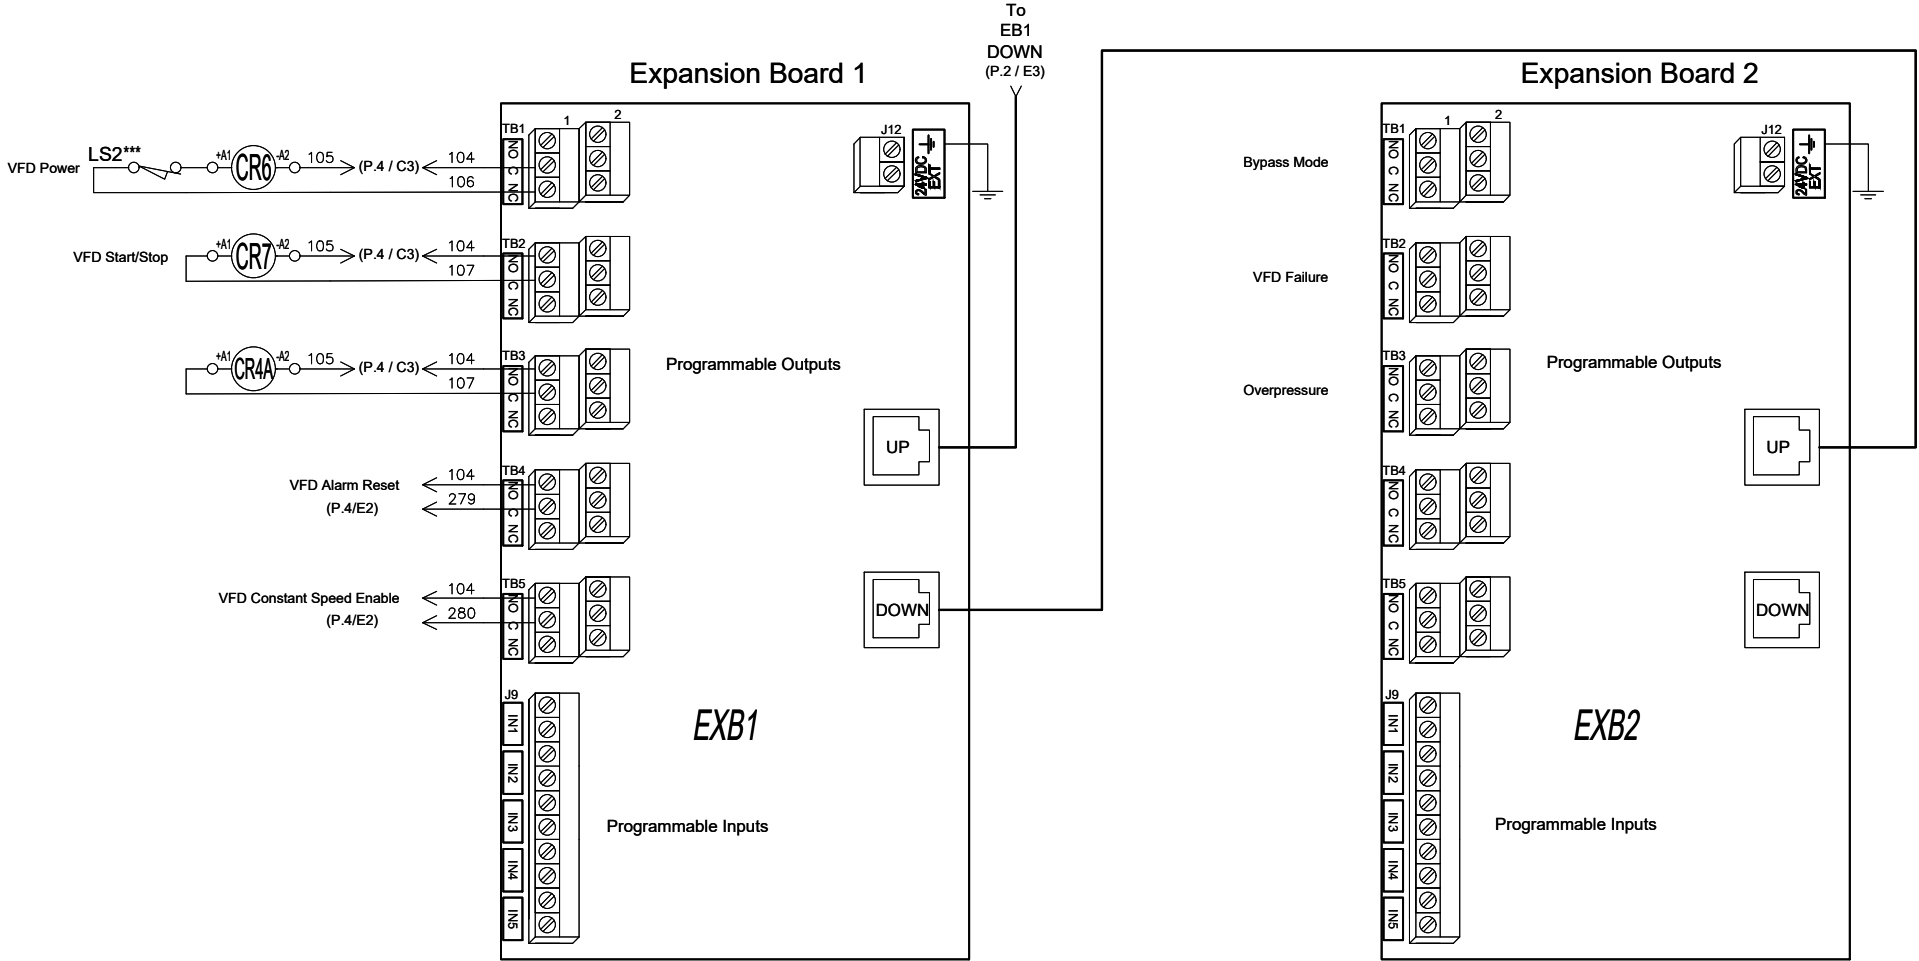 To
EB1
DOWN
(P.2 / E3)
Expansion Board 1
TB1
1
2
NO C NC
J12
24VDC
EXT
VFD Power
LS2***
+A1
CR6
-A2
105
(P.4 / C3)
104
106
VFD Start/Stop
+A1
CR7
-A2
105
(P.4 / C3)
104
107
TB2
NO C NC
+A1
CR4A
-A2
105
(P.4 / C3)
104
107
TB3
NO C NC
Programmable Outputs
UP
VFD Alarm Reset
(P.4/E2)
104
279
TB4
NO C NC
VFD Constant Speed Enable
(P.4/E2)
104
280
TB5
NO C NC
DOWN
J9
IN1
IN2
IN3
IN4
IN5
EXB1
Programmable Inputs
Expansion Board 2
TB1
1
2
NO C NC
J12
24VDC
EXT
Bypass Mode
TB2
NO C NC
VFD Failure
TB3
NO C NC
Overpressure
Programmable Outputs
UP
TB4
NO C NC
TB5
NO C NC
DOWN
J9
IN1
IN2
IN3
IN4
IN5
EXB2
Programmable Inputs